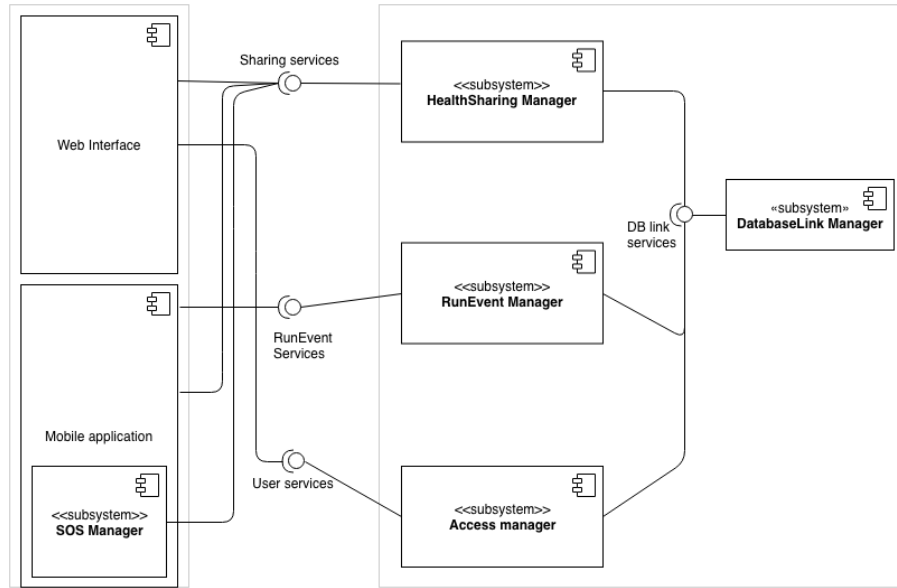 Sharing services
<<subsystem>>
HealthSharing Manager
Web Interface
«subsystem»
DatabaseLink Manager
DB link
services
<<subsystem>>
RunEvent Manager
RunEvent
Services
Mobile application
User services
<<subsystem>>
SOS Manager
<<subsystem>>
Access manager